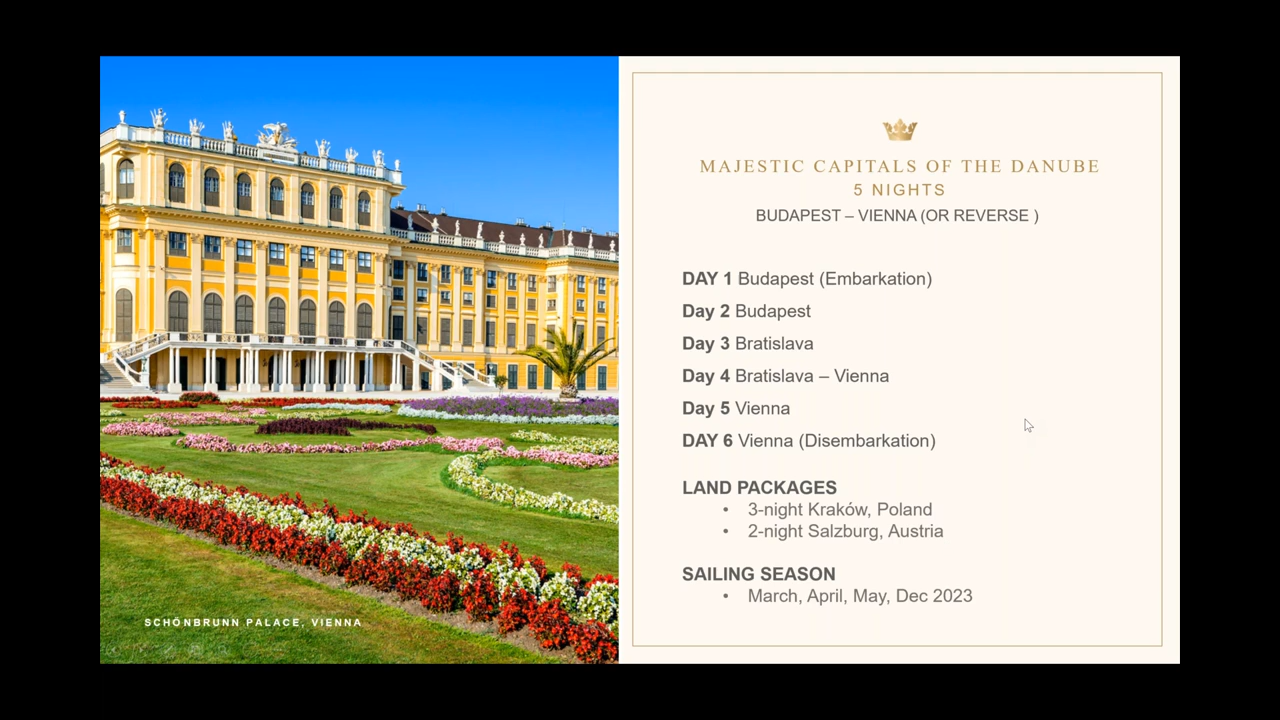 MAJESTIC CAPITALS OF THE DANUBE
5 NIGHTS
BUDAPEST – VIENNA (OR REVERSE )
DAY 1 Budapest (Embarkation)
Day 2 Budapest
Day 3 Bratislava
Day 4 Bratislava – Vienna
Day 5 Vienna
DAY 6 Vienna (Disembarkation)
LAND PACKAGES
• 3-night Kraków, Poland
• 2-night Salzburg, Austria
SAILING SEASON
• March, April, May, Dec 2023
SCHÖNBRUNN PALACE, VIENNA